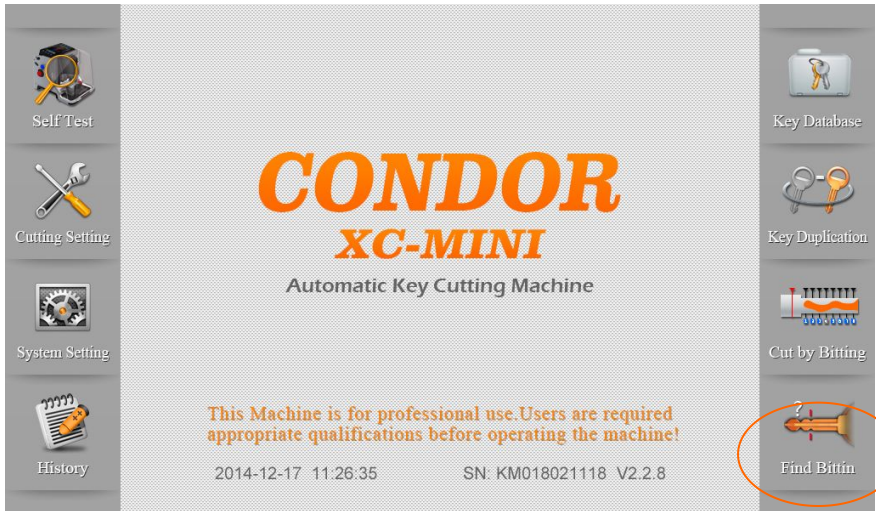 Self Test
Cutting Setting
System Setting
History
CONDOR
XC-MINI
Automatic Key Cutting Machine
This Machine is for professional use.Users are required
appropriate qualifications before operating the machine!
2014-12-17 11:26:35 SN: KM018021118 V2.2.8
Key Database
Key Duplication
Cut by Bitting
?
Find Bittin